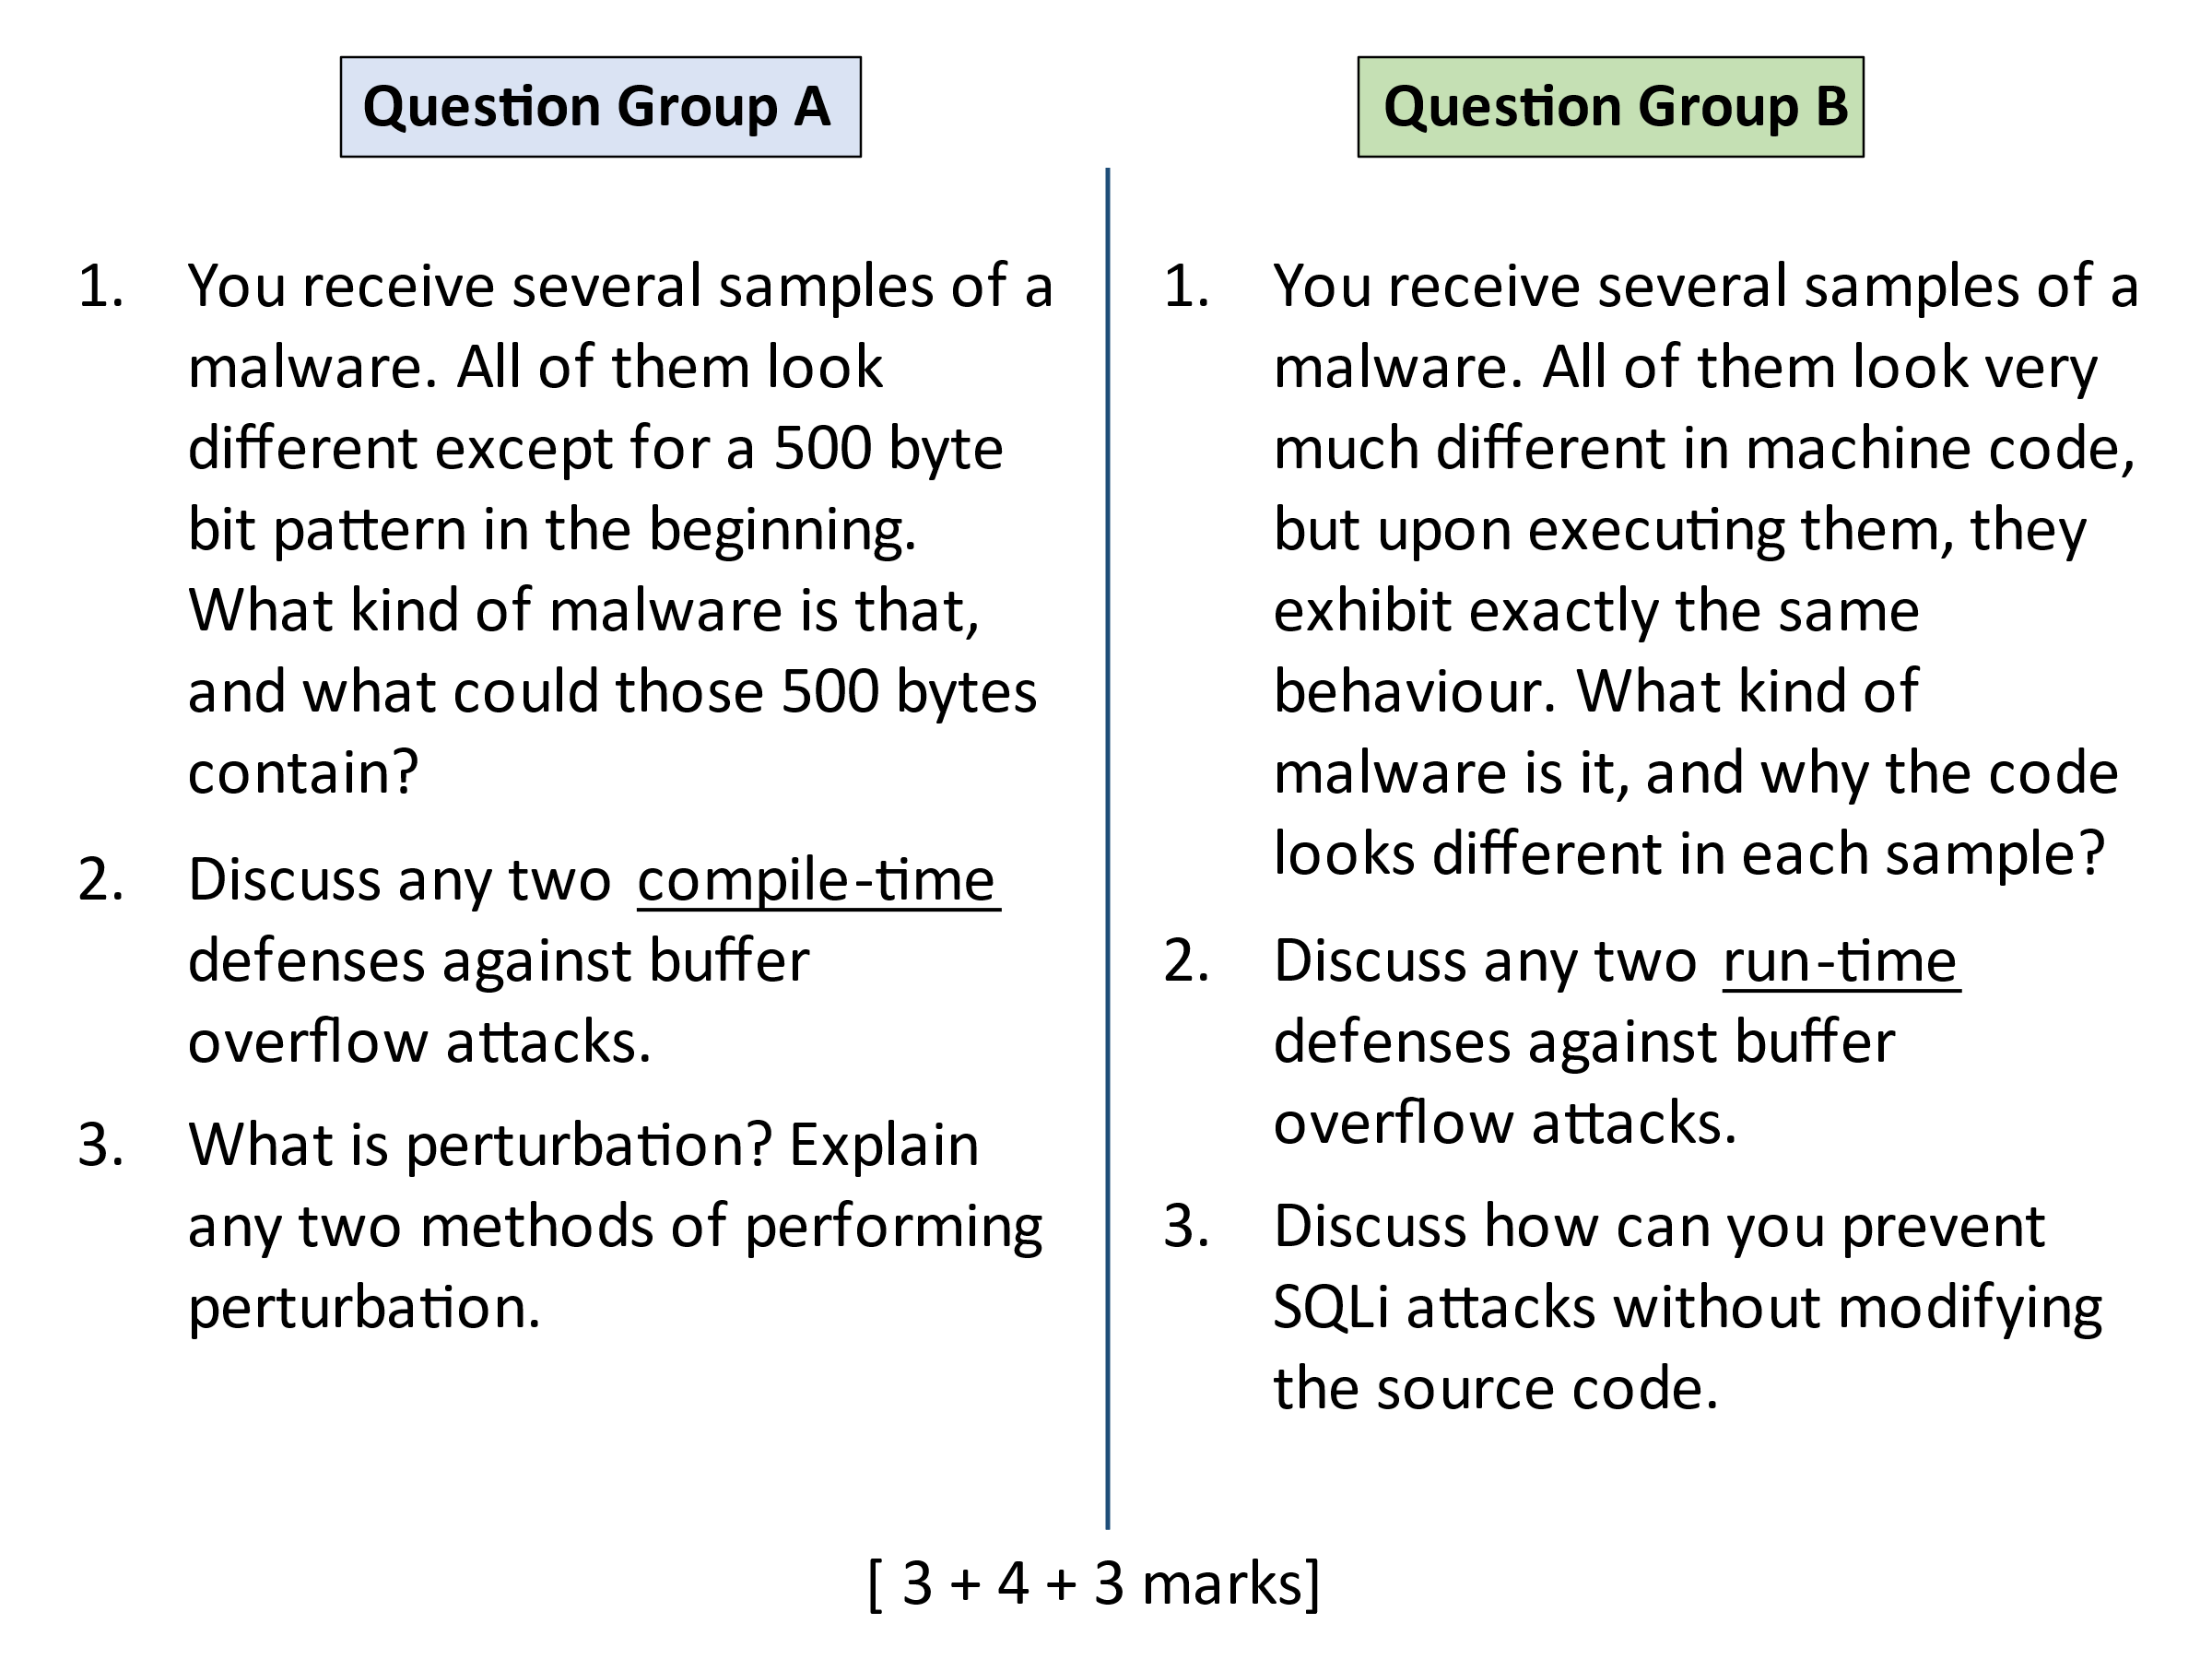 Question Group A
1. You receive several samples of a
malware. All of them look
different except for a 500 byte
bit pattern in the beginning.
What kind of malware is that,
and what could those 500 bytes
contain?
2. Discuss any two compile-time
defenses against buffer
overflow attacks.
3. What is perturbation? Explain
any two methods of performing
perturbation.
Question Group B
1. You receive several samples of a
malware. All of them look very
much different in machine code,
but upon executing them, they
exhibit exactly the same
behaviour. What kind of
malware is it, and why the code
looks different in each sample?
2. Discuss any two run-time
defenses against buffer
overflow attacks.
3. Discuss how can you prevent
SQLi attacks without modifying
the source code.
[ 3 + 4 + 3 marks]